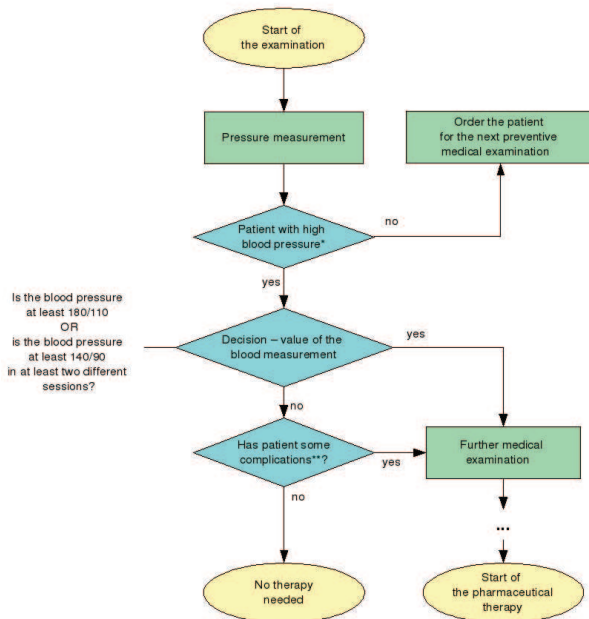 Start of
the examination
Pressure measurement
Order the patient
for the next preventive
medical examination
Patient with high
blood pressure*
no
yes
Is the blood pressure
at least 180/110
OR
is the blood pressure
at least 140/90
in at least two different
sessions?
Decision – value of the
blood measurement
yes
no
Has patient some
complications**?
yes
Further medical
examination
no
...
No therapy
needed
Start of
the pharmaceutical
therapy